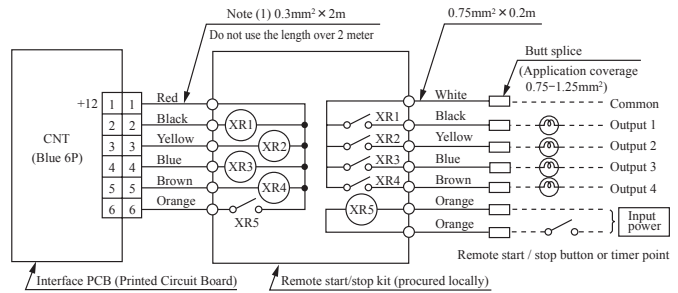 Note (1) 0.3mm² × 2m
0.75mm² × 0.2m
Do not use the length over 2 meter
Butt splice
(Application coverage
0.75−1.25mm²)
+12 1 1 Red
White
Common
2 2 Black
XR1
XR1
Black
Output 1
CNT
(Blue 6P)
3 3 Yellow
XR2
XR2
Yellow
Output 2
4 4 Blue
XR3
XR3
Blue
Output 3
5 5 Brown
XR4
XR4
Brown
Output 4
6 6 Orange
XR5
XR5
Orange
Orange
Input
power
Remote start / stop button or timer point
Interface PCB (Printed Circuit Board)
Remote start/stop kit (procured locally)